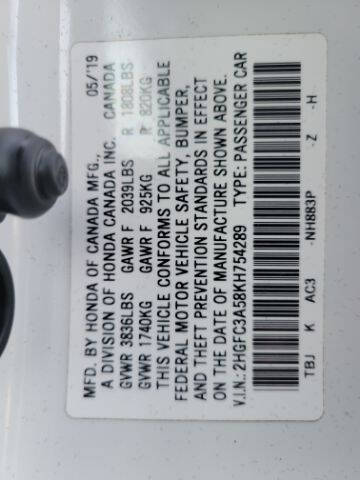 MFD. BY HONDA OF CANADA MFG., 05/'19
A DIVISION OF HONDA CANADA INC. CANADA
GVWR 3836LBS GAWR F 2039LBS R 1808LBS
GVWR 1740KG GAWR F 925KG R 820KG
THIS VEHICLE CONFORMS TO ALL APPLICABLE
FEDERAL MOTOR VEHICLE SAFETY, BUMPER,
AND THEFT PREVENTION STANDARDS IN EFFECT
ON THE DATE OF MANUFACTURE SHOWN ABOVE.
V.I.N.: 2HGFC3A58KH754289 TYPE: PASSENGER CAR
TBJ K AC3 -NH883P -Z -H